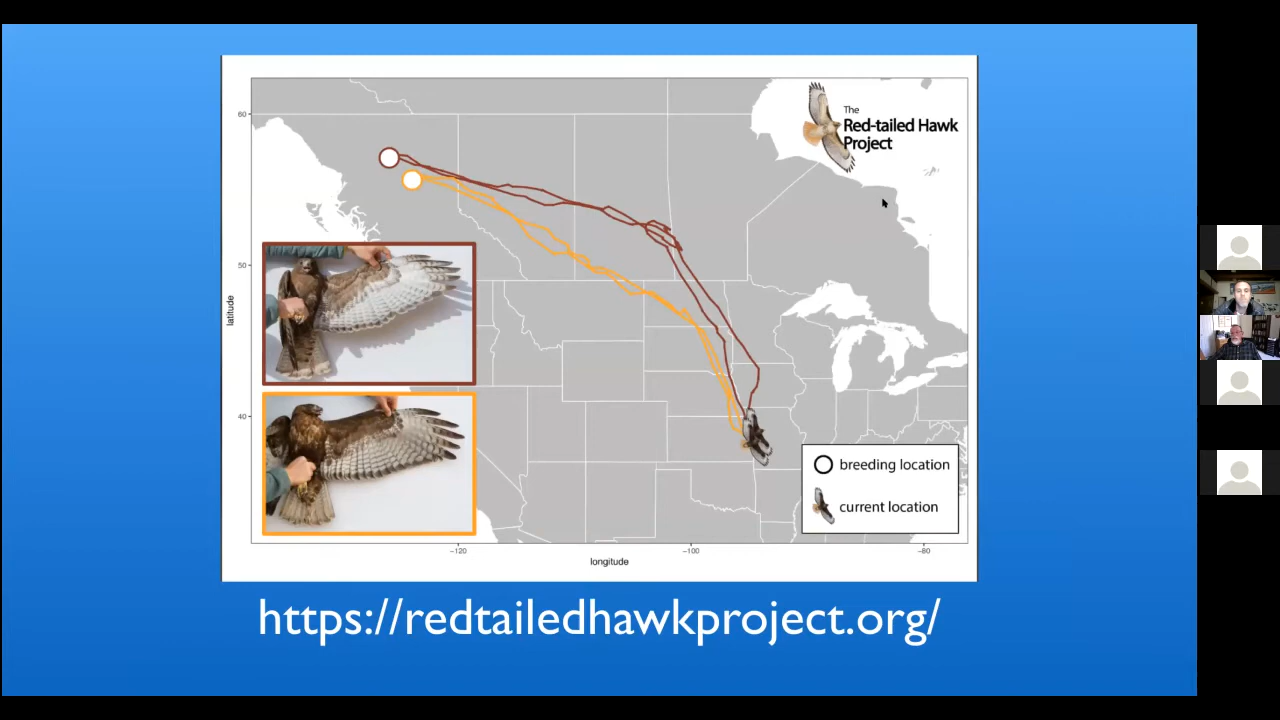 The
Red-tailed Hawk
Project
60
50
40
latitude
breeding location
current location
-120
-100
-80
longitude
https://redtailedhawkproject.org/